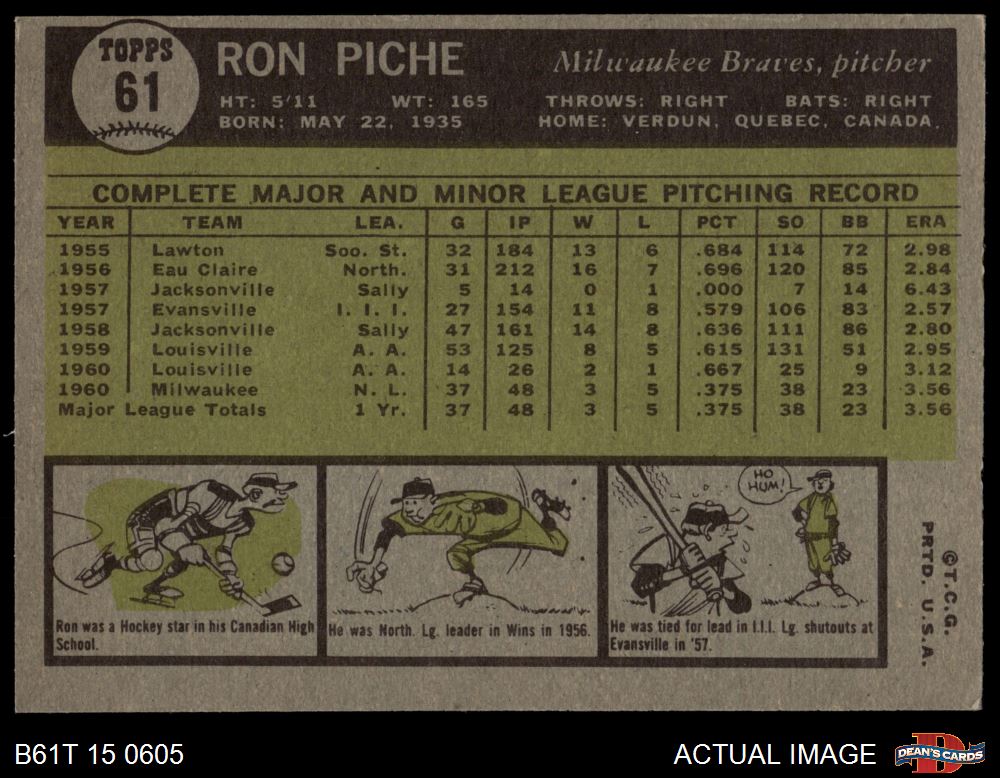 TOPPS
61
RON PICHE
Milwaukee Braves, pitcher
HT: 5'11 WT: 165 THROWS: RIGHT BATS: RIGHT
BORN: MAY 22, 1935 HOME: VERDUN, QUEBEC, CANADA.
COMPLETE MAJOR AND MINOR LEAGUE PITCHING RECORD
YEAR TEAM LEA. G IP W L PCT SO BB ERA
1955 Lawton Soo. St. 32 184 13 6 .684 114 72 2.98
1956 Eau Claire North. 31 212 16 7 .696 120 85 2.84
1957 Jacksonville Sally 5 14 0 1 .000 7 14 6.43
1957 Evansville I. I. I. 27 154 11 8 .579 106 83 2.57
1958 Jacksonville Sally 47 161 14 8 .636 111 86 2.80
1959 Louisville A. A. 53 125 8 5 .615 131 51 2.95
1960 Louisville A. A. 14 26 2 1 .667 25 9 3.12
1960 Milwaukee N. L. 37 48 3 5 .375 38 23 3.56
Major League Totals 1 Yr. 37 48 3 5 .375 38 23 3.56
Ron was a Hockey star in his Canadian High
School.
He was North. Lg. leader in Wins in 1956.
HO
HUM!
He was tied for lead in I.I.I. Lg. shutouts at
Evansville in '57.
©T.C.G.
PRTD. U.S.A.
B61T 15 0605
ACTUAL IMAGE
D
DEAN'S CARDS